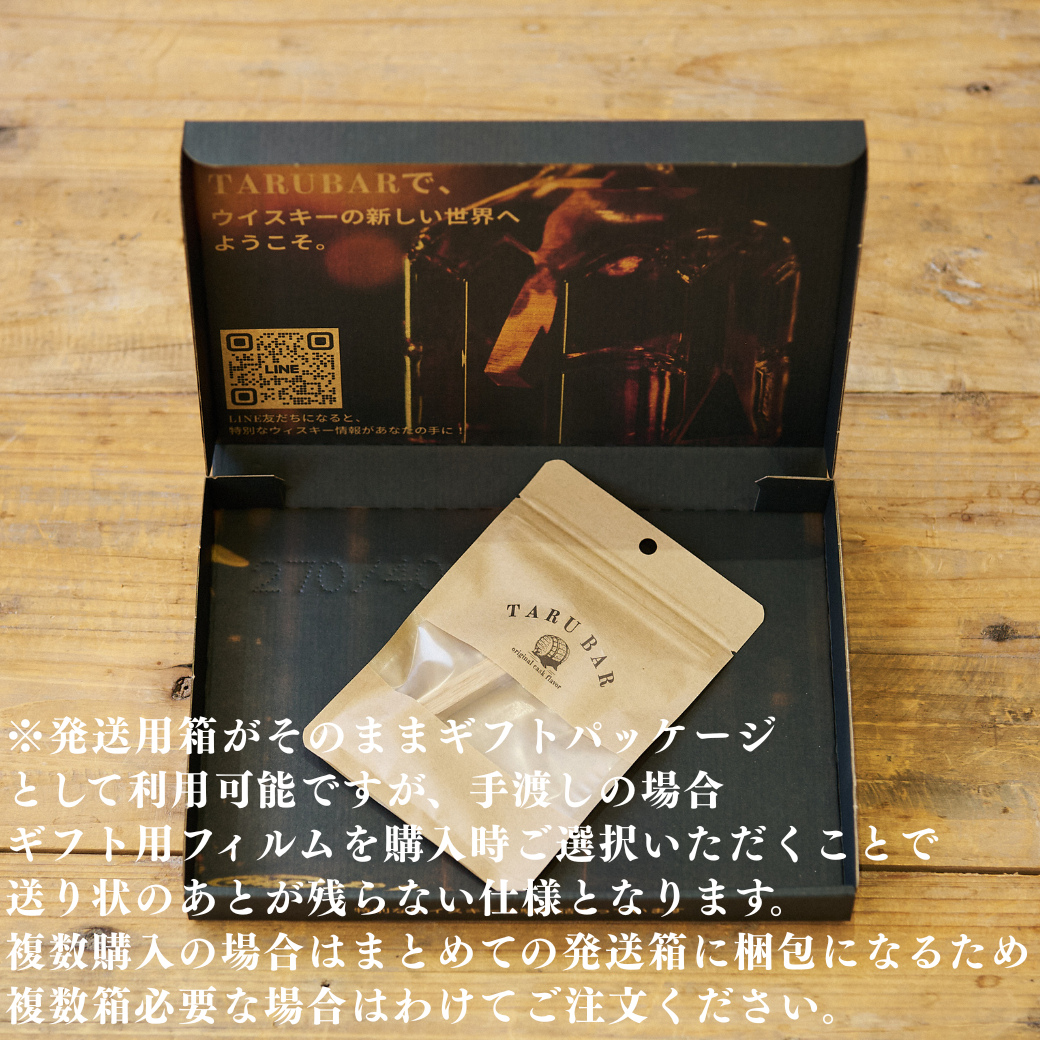 TARUBARで、
ウイスキーの新しい世界へ
ようこそ。
LINE
LINE友だちになると、
特別なウィスキー情報があなたの手に！
TARU BAR
original cask flavor
※発送用箱がそのままギフトパッケージ
として利用可能ですが、手渡しの場合
ギフト用フィルムを購入時ご選択いただくことで
送り状のあとが残らない仕様となります。
複数購入の場合はまとめての発送箱に梱包になるため
複数箱必要な場合はわけてご注文ください。